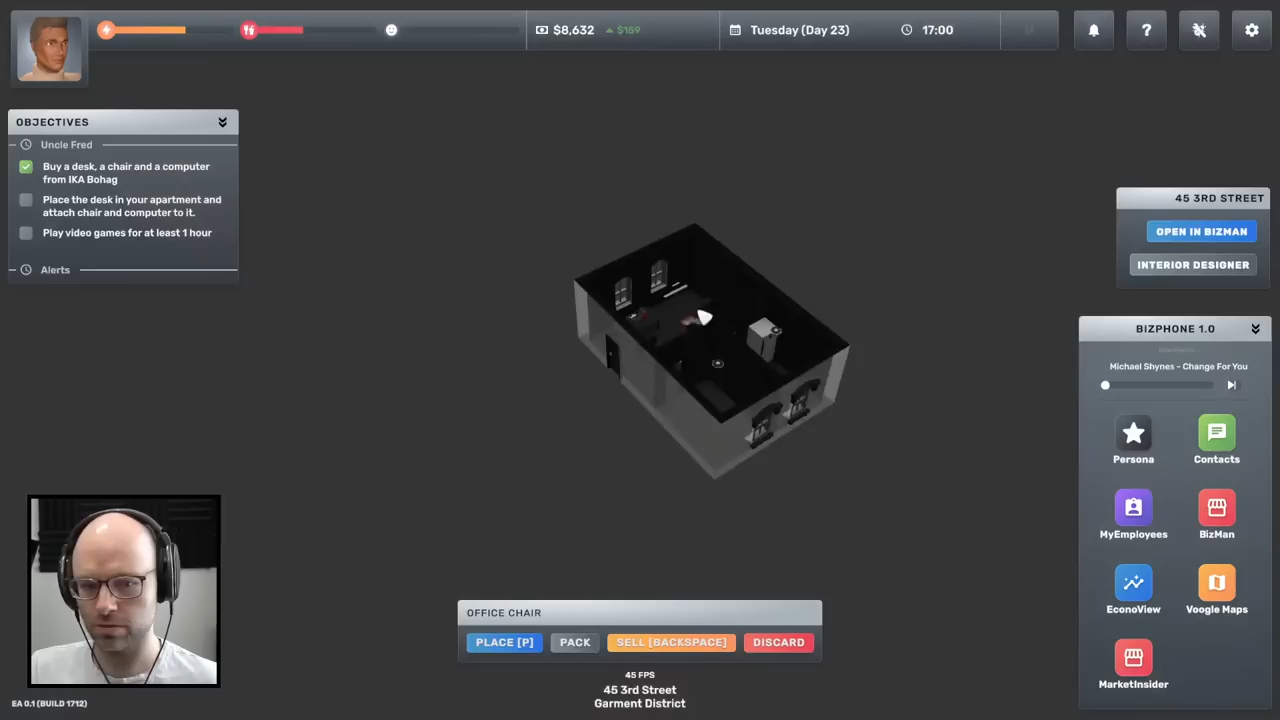 $8,632 $159
Tuesday (Day 23)
17:00
?
OBJECTIVES
Uncle Fred
Buy a desk, a chair and a computer
from IKA Bohag
Place the desk in your apartment and
attach chair and computer to it.
Play video games for at least 1 hour
Alerts
45 3RD STREET
OPEN IN BIZMAN
INTERIOR DESIGNER
BIZPHONE 1.0
Michael Shynes - Change For You
Persona
Contacts
MyEmployees
BizMan
EconoView
Voogle Maps
MarketInsider
OFFICE CHAIR
PLACE [P]
PACK
SELL [BACKSPACE]
DISCARD
45 FPS
45 3rd Street
Garment District
EA 0.1 (BUILD 1712)